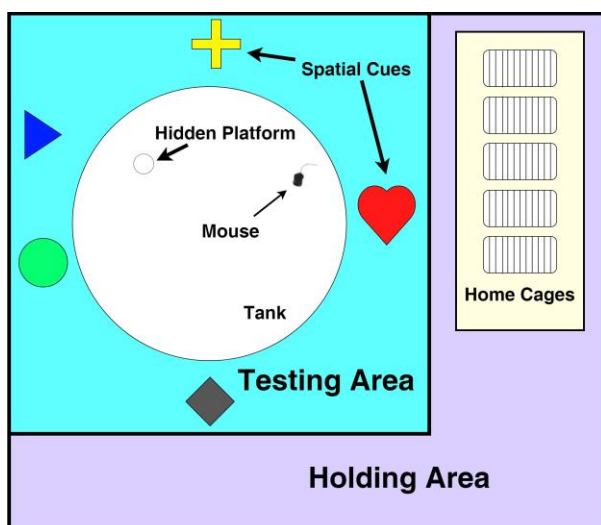 Spatial Cues
Hidden Platform
Mouse
Tank
Home Cages
Testing Area
Holding Area